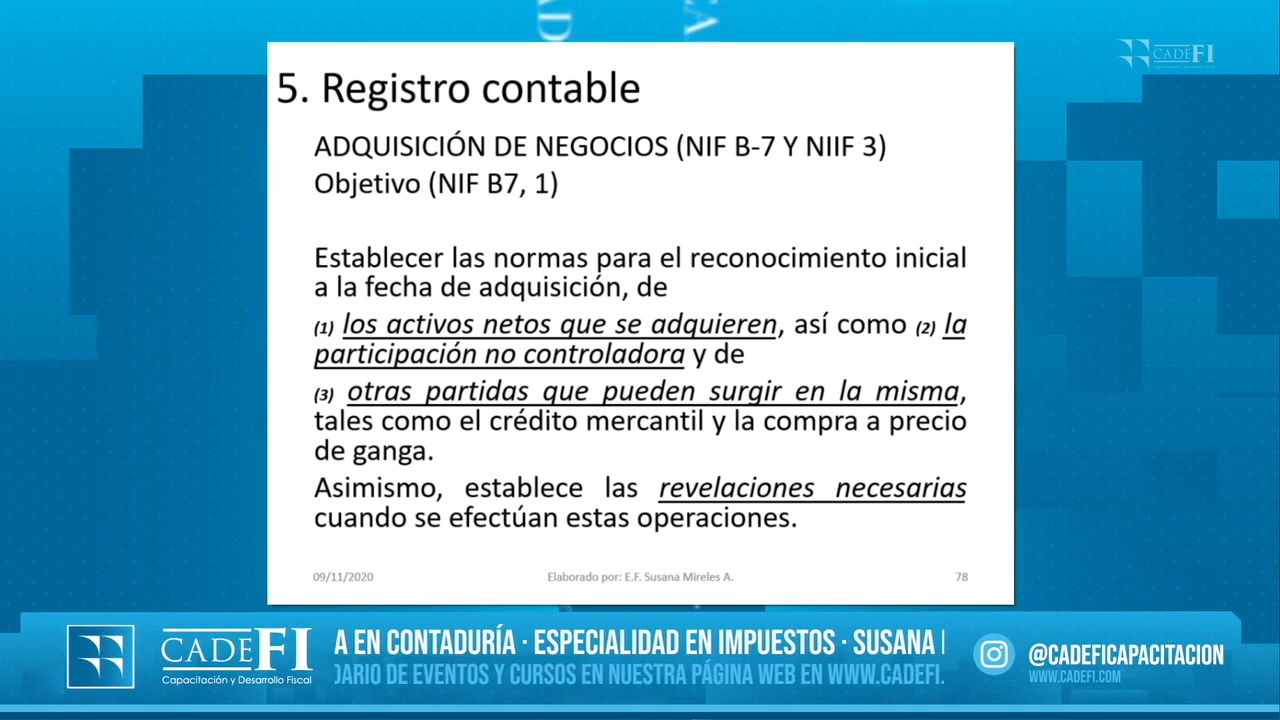 CADEFI
5. Registro contable
ADQUISICIÓN DE NEGOCIOS (NIF B-7 Y NIIF 3)
Objetivo (NIF B7, 1)
Establecer las normas para el reconocimiento inicial
a la fecha de adquisición, de
(1) los activos netos que se adquieren, así como (2) la
participación no controladora y de
(3) otras partidas que pueden surgir en la misma,
tales como el crédito mercantil y la compra a precio
de ganga.
Asimismo, establece las revelaciones necesarias
cuando se efectúan estas operaciones.
09/11/2020 Elaborado por: E.F. Susana Mireles A. 78
CADEFI
Capacitación y Desarrollo Fiscal
A EN CONTADURÍA · ESPECIALIDAD EN IMPUESTOS · SUSANA
DARIO DE EVENTOS Y CURSOS EN NUESTRA PÁGINA WEB EN WWW.CADEFI.
@CADEFICAPACITACION
WWW.CADEFI.COM